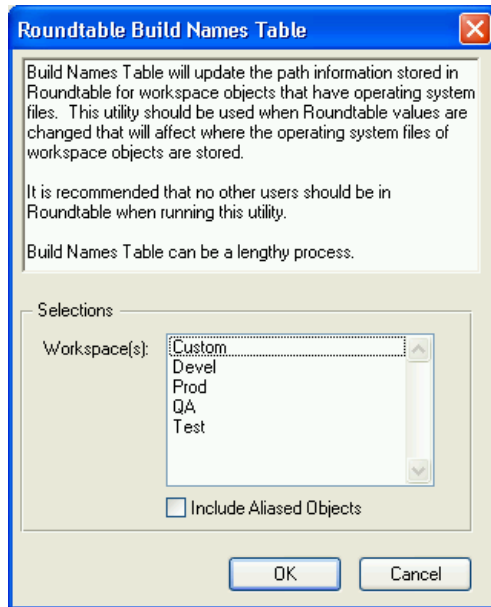 Roundtable Build Names Table
Build Names Table will update the path information stored in
Roundtable for workspace objects that have operating system
files.  This utility should be used when Roundtable values are
changed that will affect where the operating system files of
workspace objects are stored.
It is recommended that no other users should be in
Roundtable when running this utility.
Build Names Table can be a lengthy process.
Selections
Workspace(s):
Custom
Devel
Prod
QA
Test
Include Aliased Objects
OK
Cancel